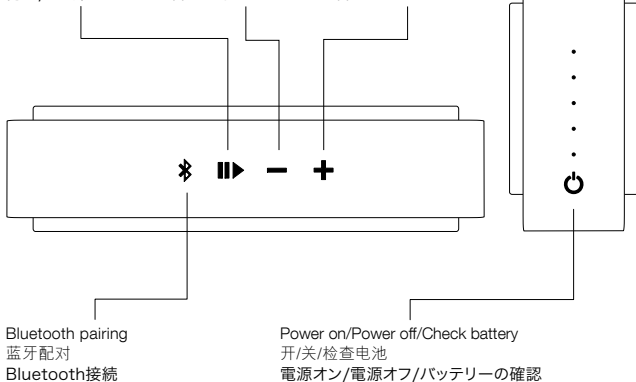 Bluetooth pairing
蓝牙配对
Bluetooth接続
Power on/Power off/Check battery
开/关/检查电池
電源オン/電源オフ/バッテリーの確認